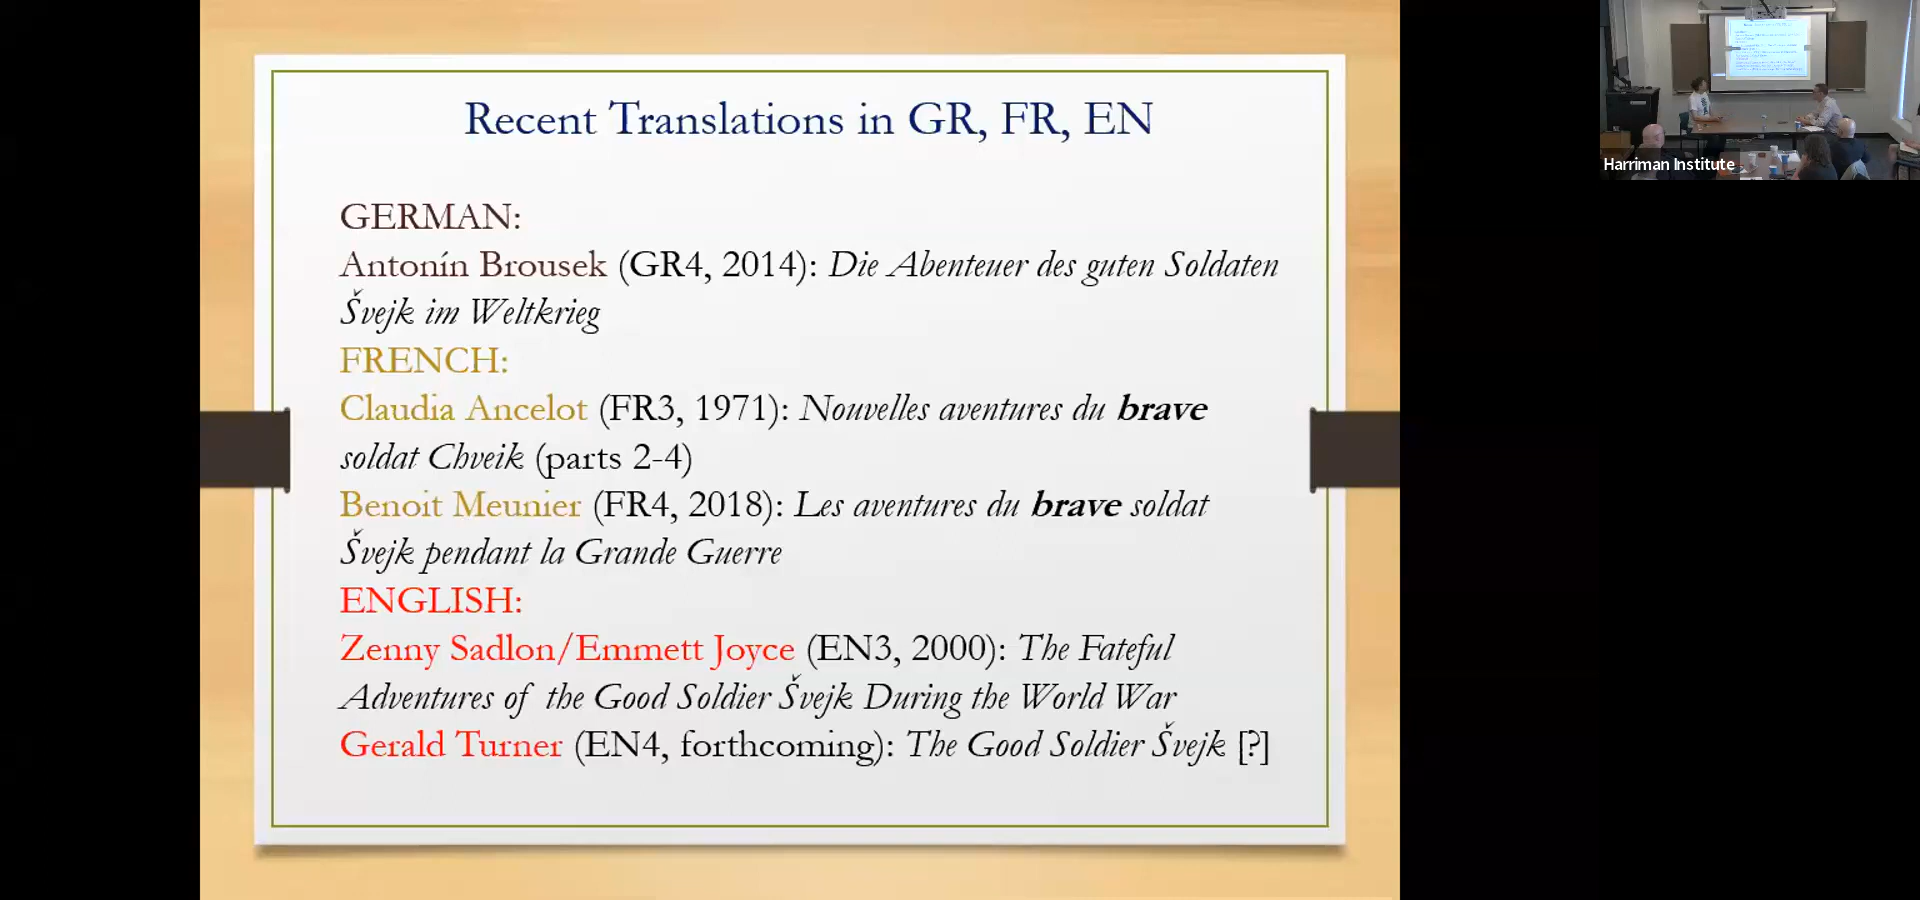 Recent Translations in GR, FR, EN
GERMAN:
Antonín Brousek (GR4, 2014): Die Abenteuer des guten Soldaten
Švejk im Weltkrieg
FRENCH:
Claudia Ancelot (FR3, 1971): Nouvelles aventures du brave
soldat Chveik (parts 2-4)
Benoit Meunier (FR4, 2018): Les aventures du brave soldat
Švejk pendant la Grande Guerre
ENGLISH:
Zenny Sadlon/Emmett Joyce (EN3, 2000): The Fateful
Adventures of the Good Soldier Švejk During the World War
Gerald Turner (EN4, forthcoming): The Good Soldier Švejk [?]
Harriman Institute